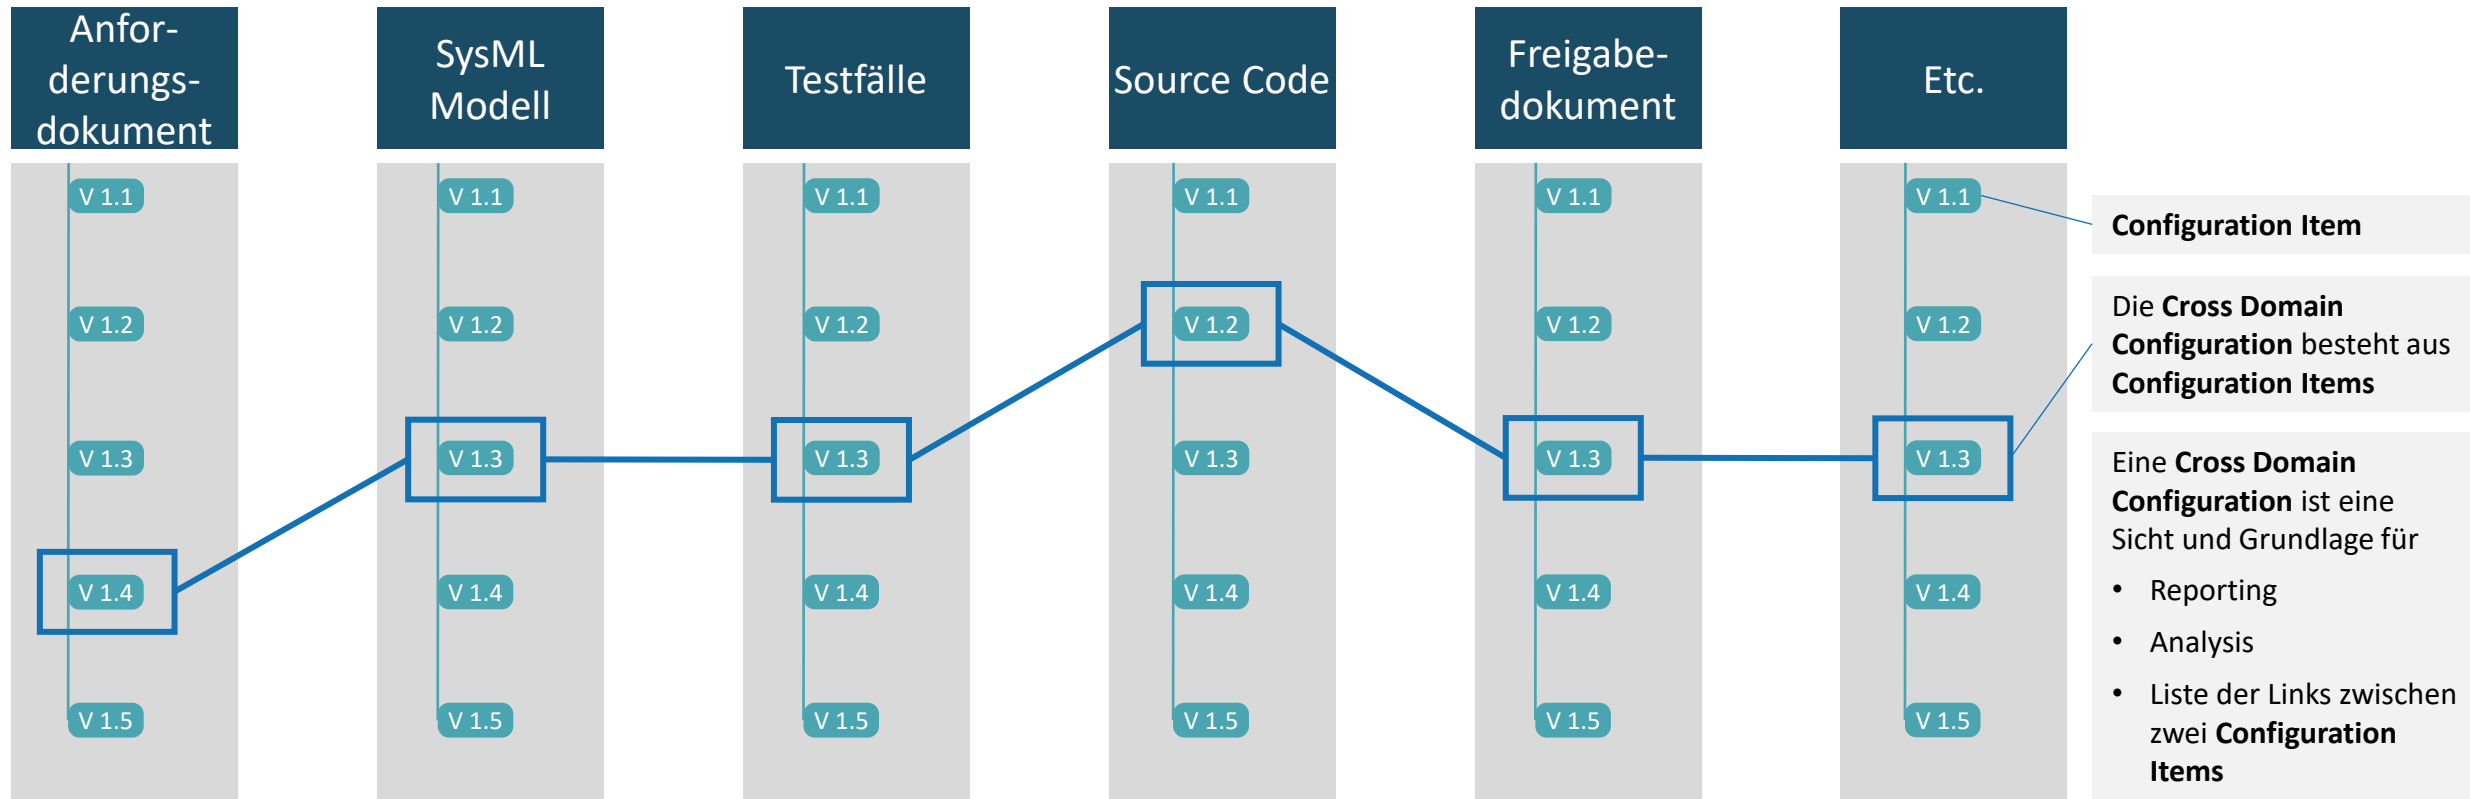 Anfor-
derungs-
dokument
SysML
Modell
Testfälle
Source Code
Freigabe-
dokument
Etc.
V 1.1
V 1.2
V 1.3
V 1.4
V 1.5
V 1.1
V 1.2
V 1.3
V 1.4
V 1.5
V 1.1
V 1.2
V 1.3
V 1.4
V 1.5
V 1.1
V 1.2
V 1.3
V 1.4
V 1.5
V 1.1
V 1.2
V 1.3
V 1.4
V 1.5
V 1.1
V 1.2
V 1.3
V 1.4
V 1.5
Configuration Item
Die Cross Domain
Configuration besteht aus
Configuration Items
Eine Cross Domain
Configuration ist eine
Sicht und Grundlage für
• Reporting
• Analysis
• Liste der Links zwischen
zwei Configuration
Items